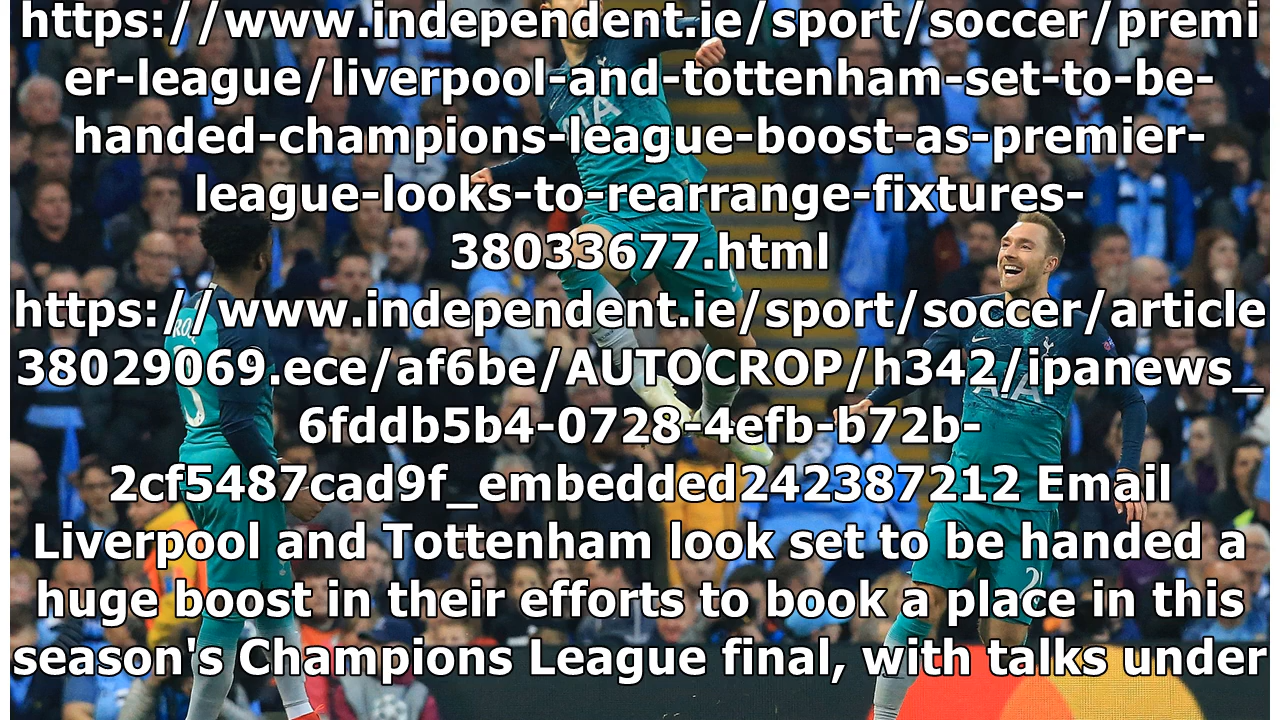 https://www.independent.ie/sport/soccer/premi
er-league/liverpool-and-tottenham-set-to-be-
handed-champions-league-boost-as-premier-
league-looks-to-rearrange-fixtures-
38033677.html
https://www.independent.ie/sport/soccer/article
38029069.ece/af6be/AUTOCROP/h342/ipanews_
6fddb5b4-0728-4efb-b72b-
2cf5487cad9f_embedded242387212 Email
Liverpool and Tottenham look set to be handed a
huge boost in their efforts to book a place in this
season's Champions League final, with talks under